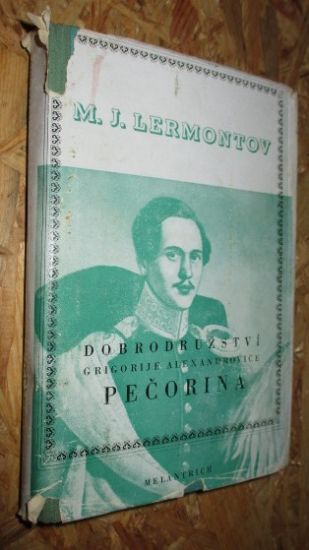 M. J. LERMONTOV
DOBRODRUŽSTVÍ
GRIGORIJE ALEXANDROVIČE
PEČORINA
MELANTRICH